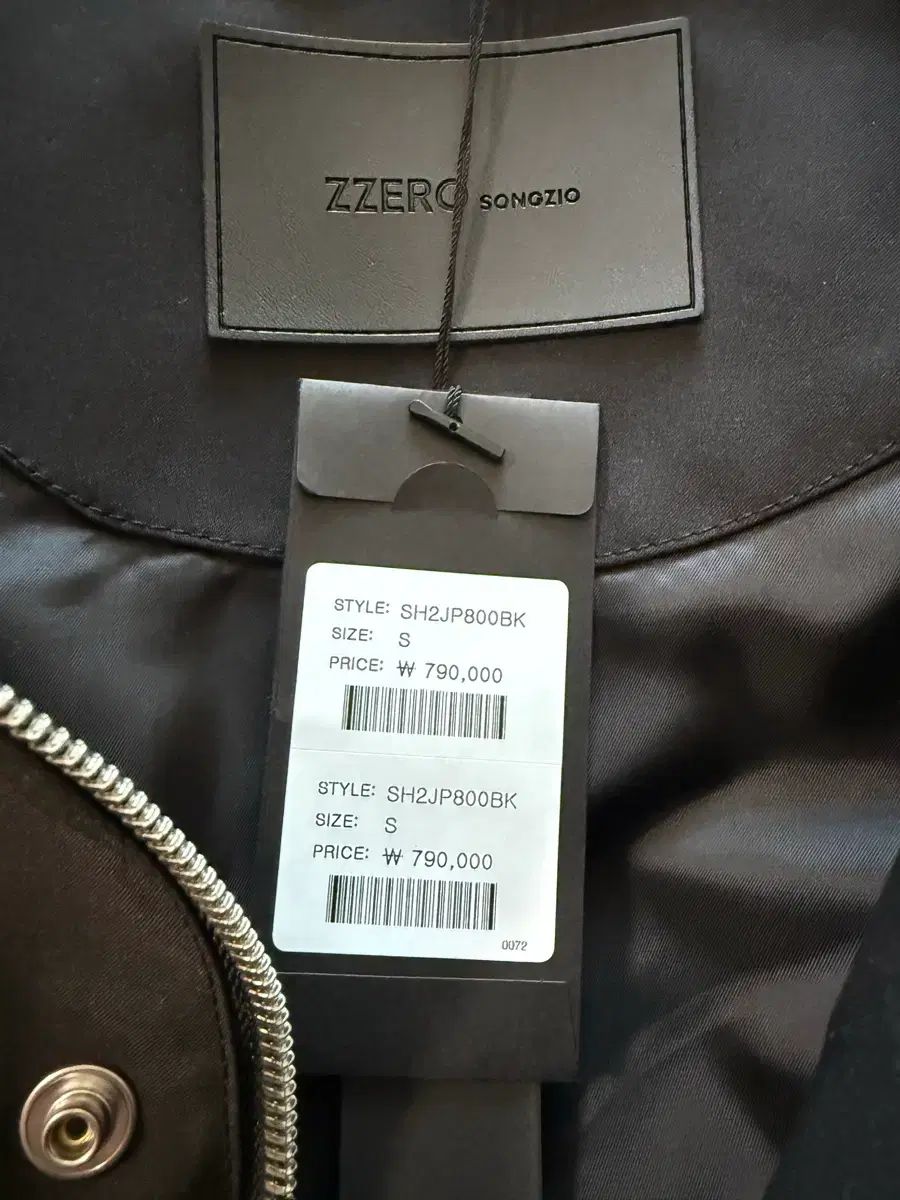 ZZERO SONGZIO
STYLE: SH2JP800BK
SIZE: S
PRICE: ₩ 790,000
STYLE: SH2JP800BK
SIZE: S
PRICE: ₩ 790,000
0072